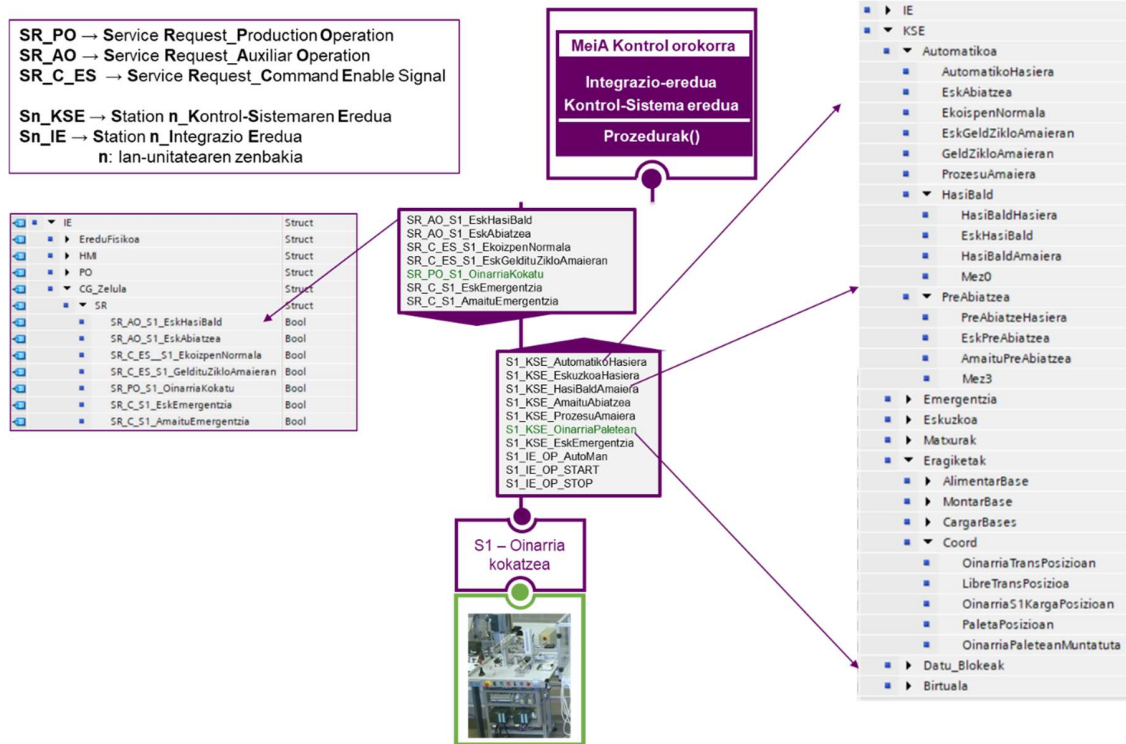 SR_PO → Service Request_Production Operation
SR_AO → Service Request_Auxiliar Operation
SR_C_ES → Service Request_Command Enable Signal
Sn_KSE → Station n_Kontrol-Sistemaren Eredua
Sn_IE → Station n_Integrazio Eredua
n: lan-unitatearen zenbakia
MeiA Kontrol orokorra
Integrazio-eredua
Kontrol-Sistema eredua
Prozedurak()
IE Struct
EreduFisikoa Struct
HMI Struct
PO Struct
CG_Zelula Struct
SR Struct
SR_AO_S1_EskHasiBald Bool
SR_AO_S1_EskAbiatzea Bool
SR_C_ES__S1_EkoizpenNormala Bool
SR_C_ES_S1_GeldituZikloAmaieran Bool
SR_PO_S1_OinarriaKokatu Bool
SR_C_S1_EskEmergentzia Bool
SR_C_S1_AmaituEmergentzia Bool
SR_AO_S1_EskHasiBald
SR_AO_S1_EskAbiatzea
SR_C_ES_S1_EkoizpenNormala
SR_C_ES_S1_EskGeldituZikloAmaieran
SR_PO_S1_OinarriaKokatu
SR_C_S1_EskEmergentzia
SR_C_S1_AmaituEmergentzia
S1_KSE_AutomatikoHasiera
S1_KSE_EskuzkoaHasiera
S1_KSE_HasiBaldAmaiera
S1_KSE_AmaituAbiatzea
S1_KSE_ProzesuAmaiera
S1_KSE_OinarriaPaletean
S1_KSE_EskEmergentzia
S1_IE_OP_AutoMan
S1_IE_OP_START
S1_IE_OP_STOP
S1 – Oinarria
kokatzea
IE
KSE
Automatikoa
AutomatikoHasiera
EskAbiatzea
EkoispenNormala
EskGeldZikloAmaieran
GeldZikloAmaieran
ProzesuAmaiera
HasiBald
HasiBaldHasiera
EskHasiBald
HasiBaldAmaiera
Mez0
PreAbiatzea
PreAbiatzeHasiera
EskPreAbiatzea
AmaituPreAbiatzea
Mez3
Emergentzia
Eskuzkoa
Matxurak
Eragiketak
AlimentarBase
MontarBase
CargarBases
Coord
OinarriaTransPosizioan
LibreTransPosizioa
OinarriaS1KargaPosizioan
PaletaPosizioan
OinarriaPaleteanMuntatuta
Datu_Blokeak
Birtuala